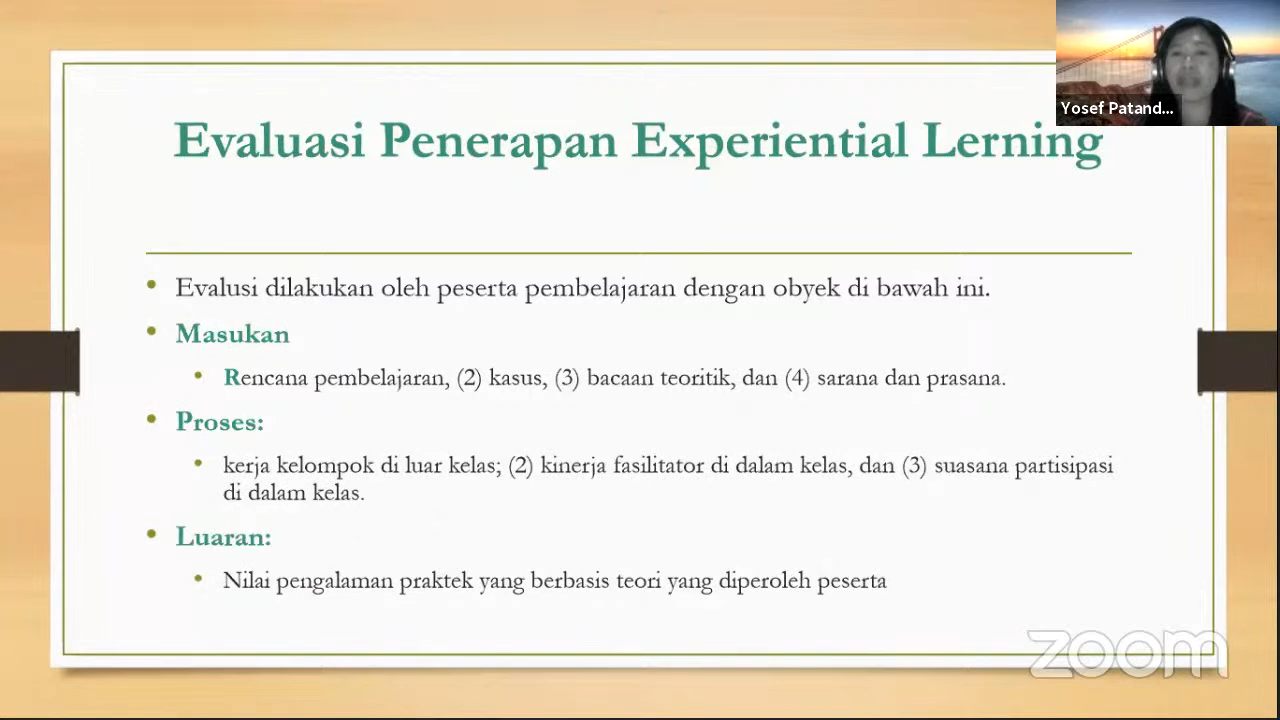 Yosef Patand...
Evaluasi Penerapan Experiential Lerning
• Evalusi dilakukan oleh peserta pembelajaran dengan obyek di bawah ini.
• Masukan
• Rencana pembelajaran, (2) kasus, (3) bacaan teoritik, dan (4) sarana dan prasana.
• Proses:
• kerja kelompok di luar kelas; (2) kinerja fasilitator di dalam kelas, dan (3) suasana partisipasi
di dalam kelas.
• Luaran:
• Nilai pengalaman praktek yang berbasis teori yang diperoleh peserta
zoom